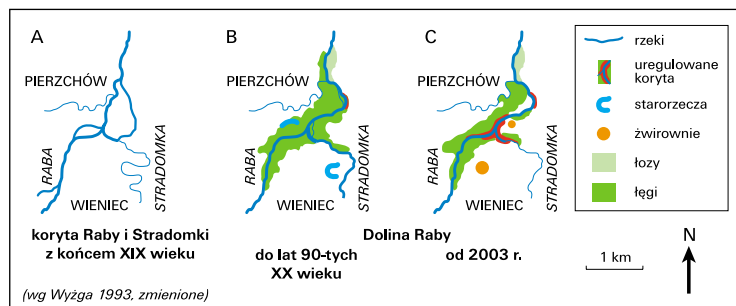 A
PIERZCHÓW
RABA
STRADOMKA
WIENIEC
koryta Raby i Stradomki
z końcem XIX wieku
B
PIERZCHÓW
RABA
STRADOMKA
WIENIEC
C
PIERZCHÓW
RABA
STRADOMKA
WIENIEC
Dolina Raby
do lat 90-tych
XX wieku
od 2003 r.
(wg Wyżga 1993, zmienione)
rzeki
uregulowane
koryta
starorzecza
żwirownie
łozy
łęgi
1 km
N